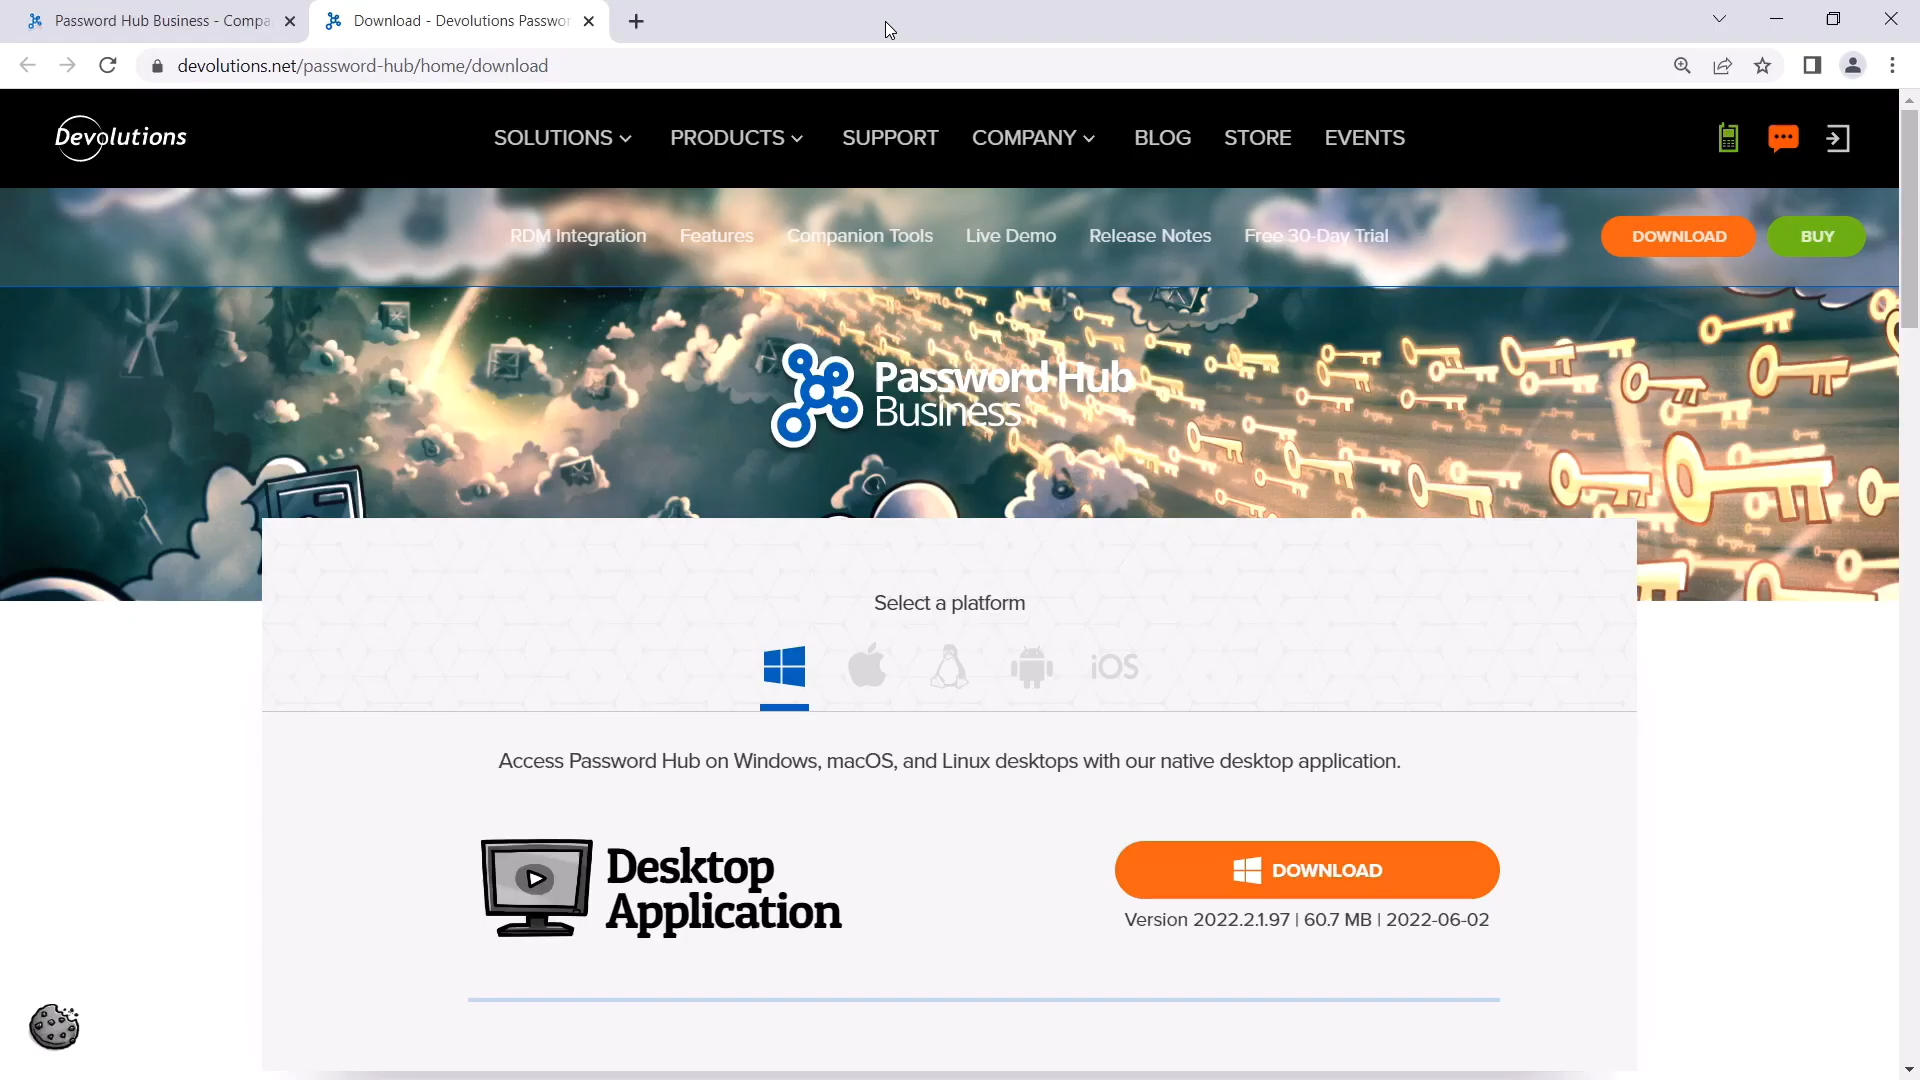 Password Hub Business - Compa
Download - Devolutions Passwor
devolutions.net/password-hub/home/download
Devolutions
SOLUTIONS
PRODUCTS
SUPPORT
COMPANY
BLOG
STORE
EVENTS
RDM Integration
Features
Companion Tools
Live Demo
Release Notes
Free 30-Day Trial
DOWNLOAD
BUY
Password Hub
Business
Select a platform
iOS
Access Password Hub on Windows, macOS, and Linux desktops with our native desktop application.
Desktop
Application
DOWNLOAD
Version 2022.2.1.97 | 60.7 MB | 2022-06-02